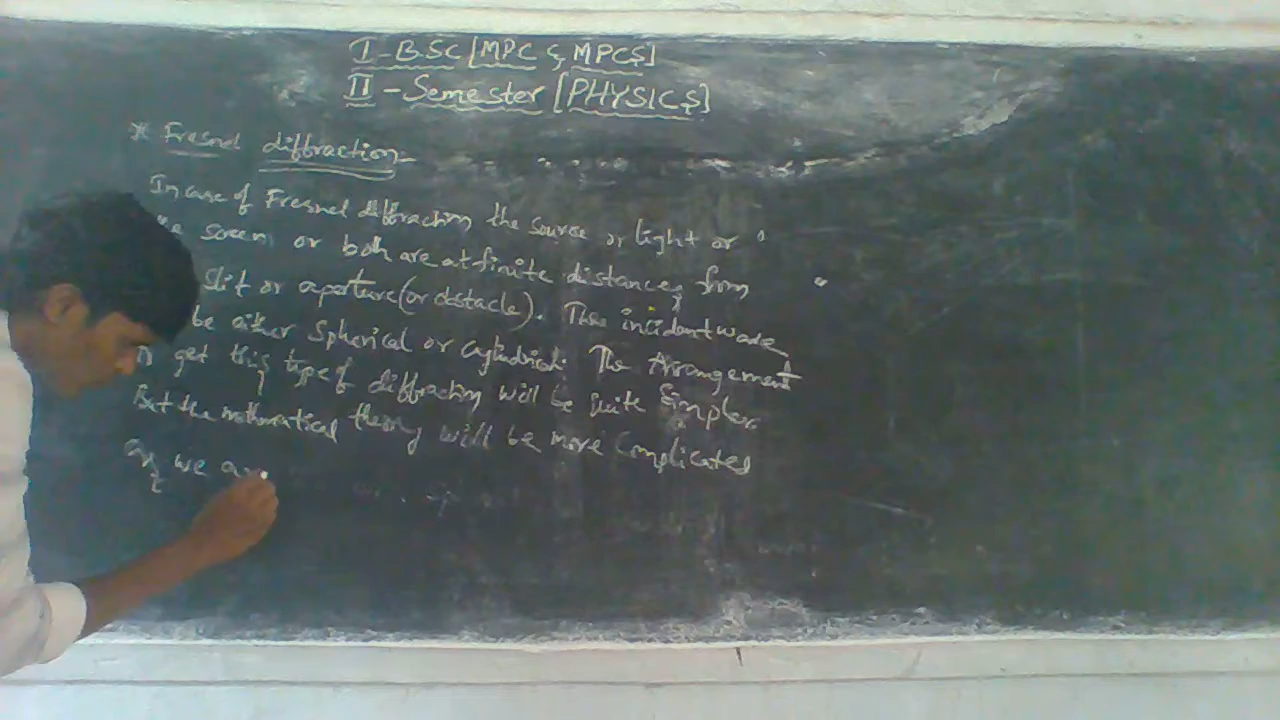 I - B.SC [MPC & MPCS]
II - Semester [PHYSICS]
* Fresnel diffraction
In case of Fresnel diffraction the source or light or
screen or both are at finite distances from
slit or aperture (or obstacle). The incident wave
be either spherical or cylindrical. The Arrangement
get this type of diffraction will be quite simpler
But the mathematical theory will be more complicated
as we